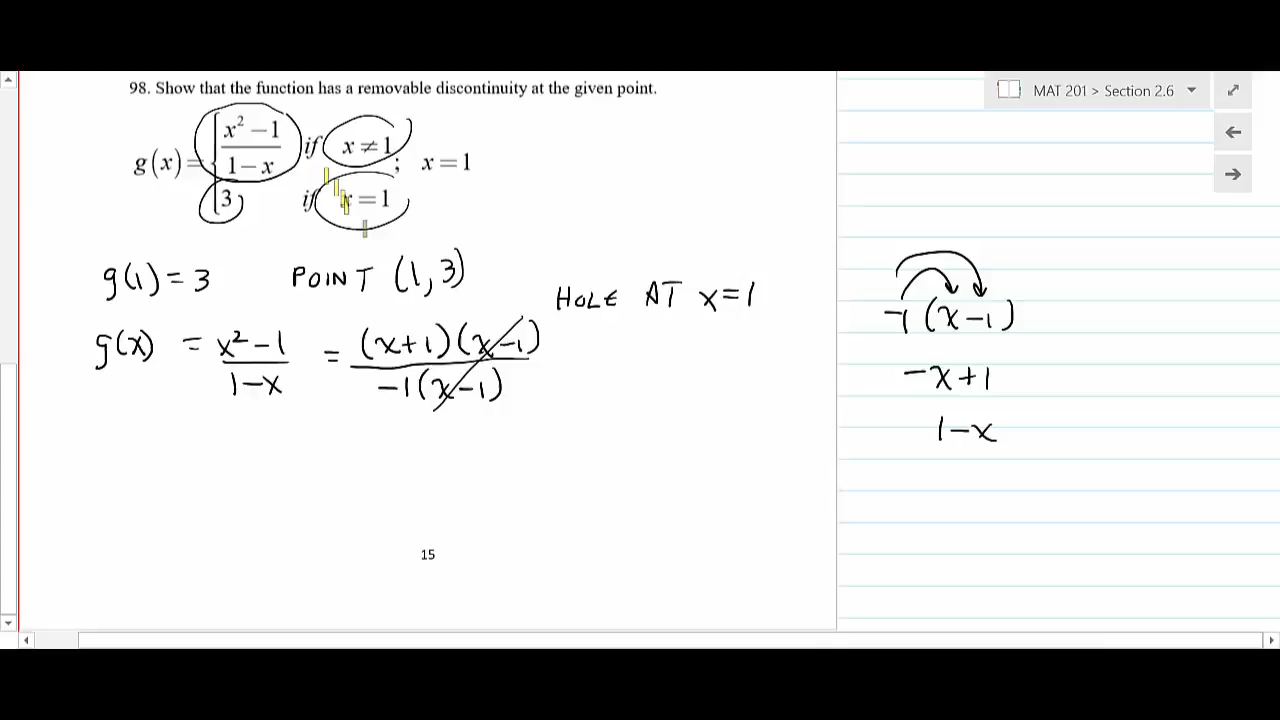 98. Show that the function has a removable discontinuity at the given point.
MAT 201 > Section 2.6
g(x) = { x² − 1 / 1 − x if x ≠ 1 ; x = 1
3 if x = 1
g(1) = 3 POINT (1, 3)
HOLE AT x = 1
g(x) = x² − 1 / 1 − x = (x + 1)(x − 1) / −1(x − 1)
−1(x − 1)
−x + 1
1 − x
15